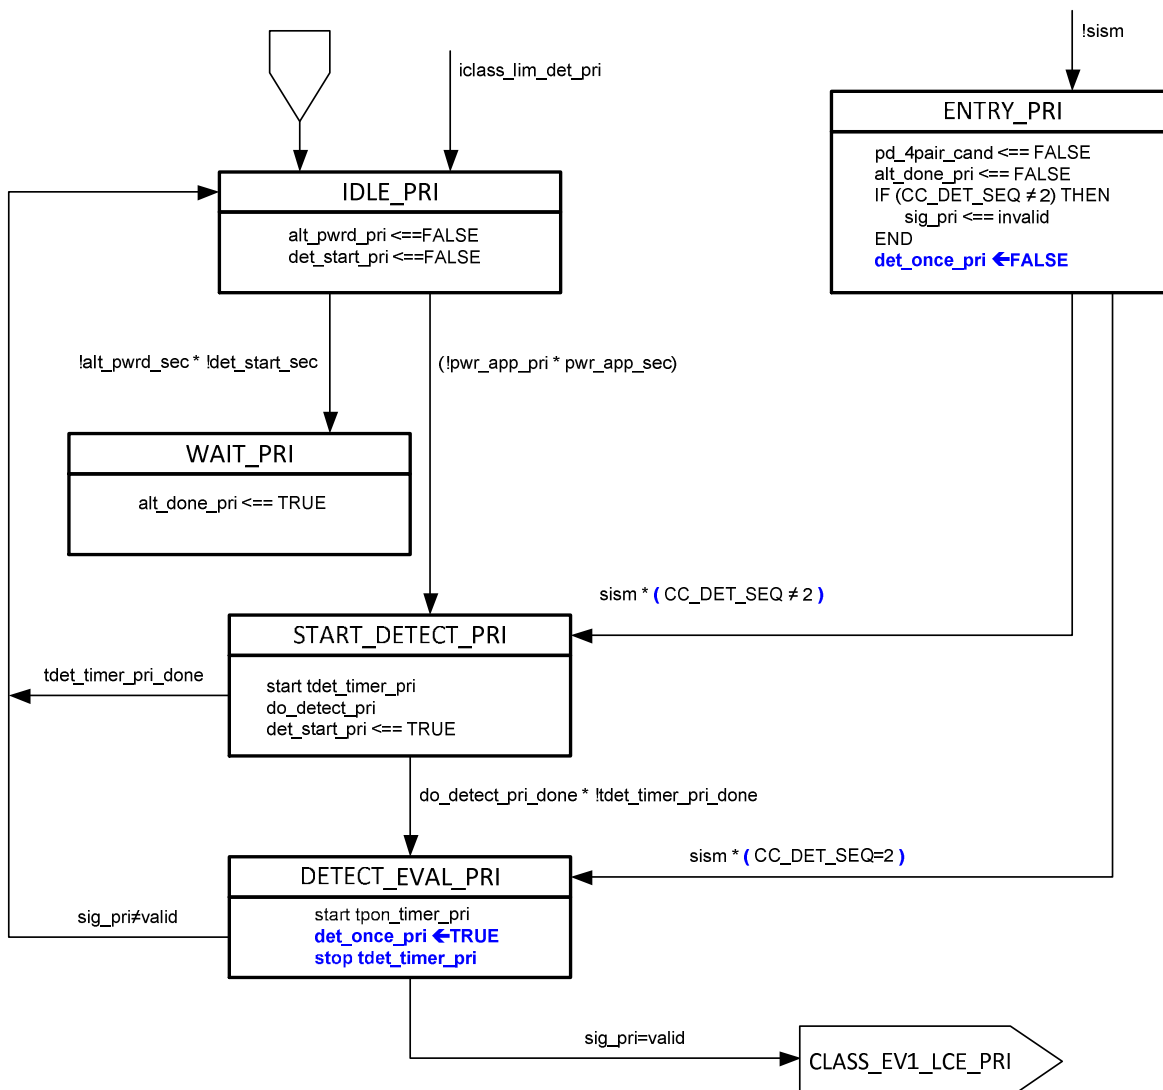 !sism
iclass_lim_det_pri
ENTRY_PRI
pd_4pair_cand <== FALSE
alt_done_pri <== FALSE
IF (CC_DET_SEQ ≠ 2) THEN
sig_pri <== invalid
END
det_once_pri 🡸FALSE
IDLE_PRI
alt_pwrd_pri <==FALSE
det_start_pri <==FALSE
!alt_pwrd_sec * !det_start_sec
(!pwr_app_pri * pwr_app_sec)
WAIT_PRI
alt_done_pri <== TRUE
sism * ( CC_DET_SEQ ≠ 2 )
START_DETECT_PRI
start tdet_timer_pri
do_detect_pri
det_start_pri <== TRUE
tdet_timer_pri_done
do_detect_pri_done * !tdet_timer_pri_done
sism * ( CC_DET_SEQ=2 )
DETECT_EVAL_PRI
start tpon_timer_pri
det_once_pri 🡸TRUE
stop tdet_timer_pri
sig_pri≠valid
sig_pri=valid
CLASS_EV1_LCE_PRI